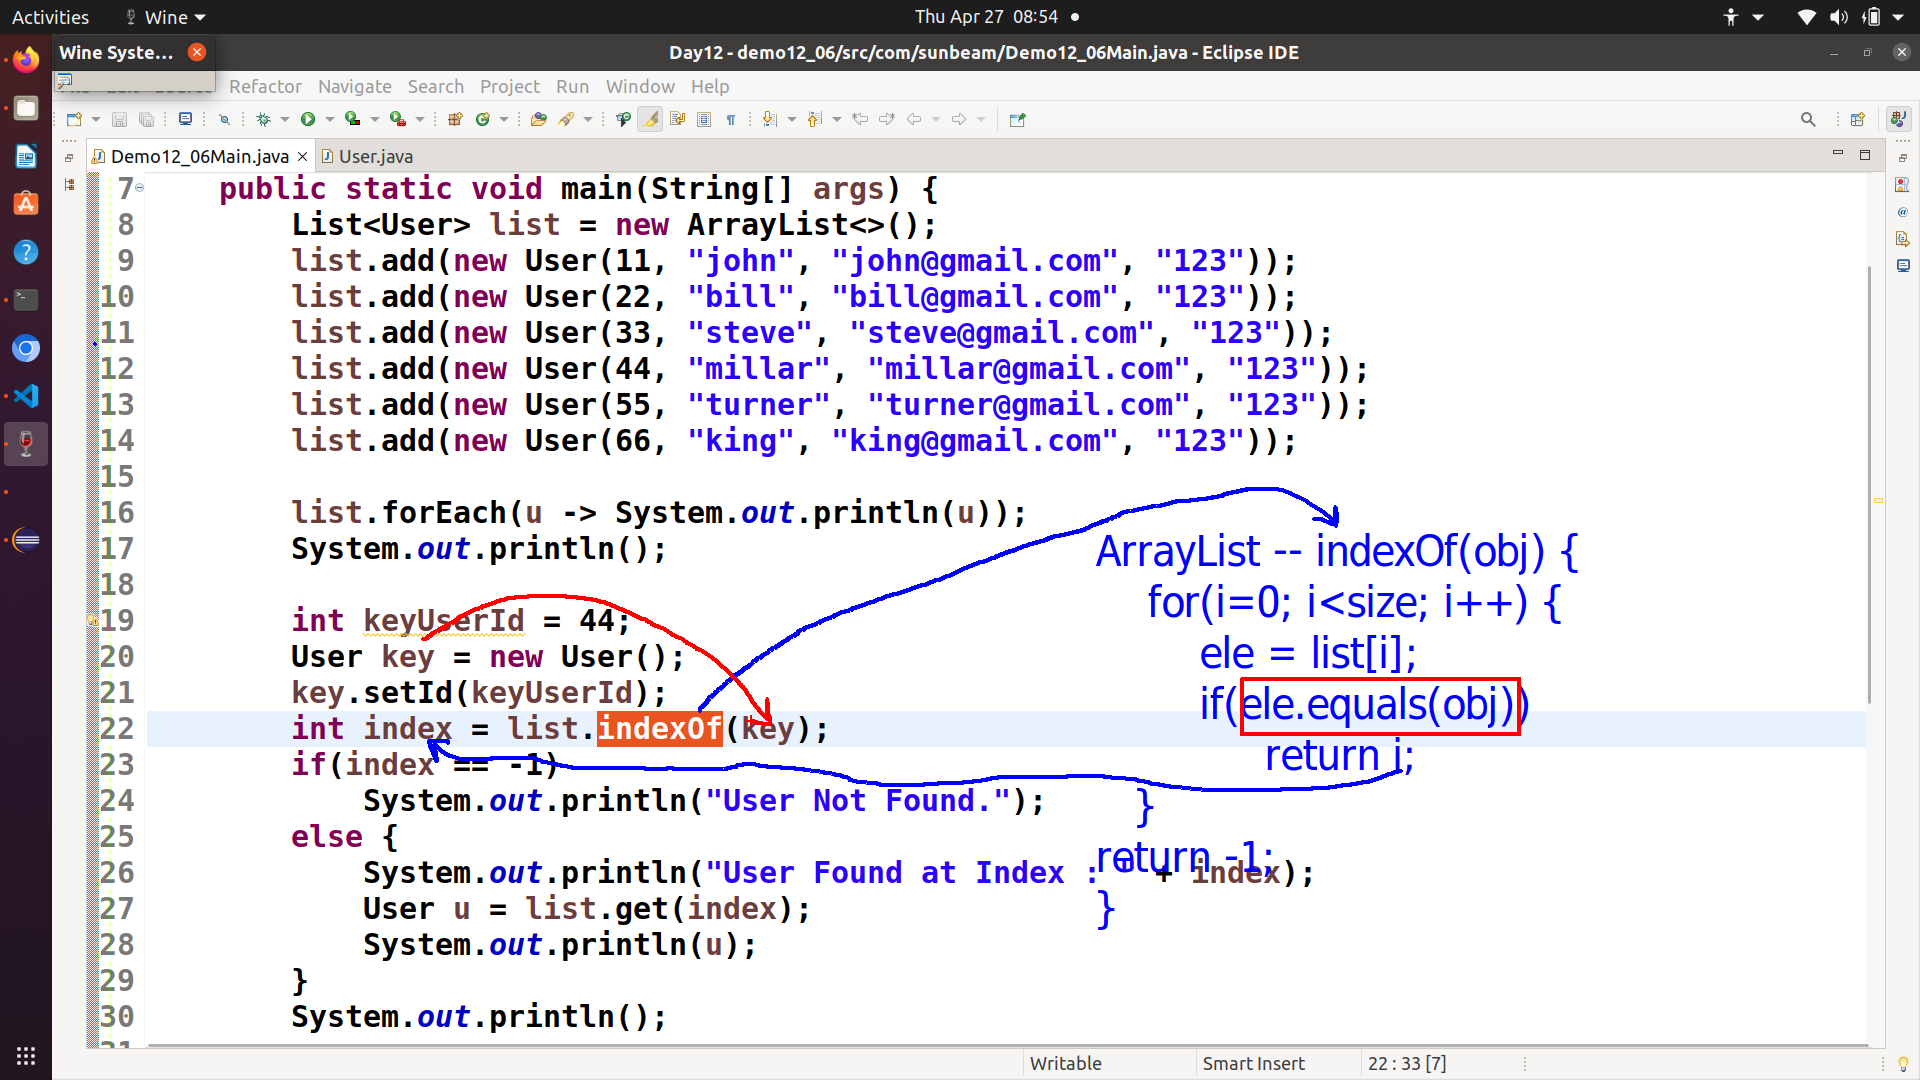 Activities
Wine
Thu Apr 27 08:54
Wine Syste...
Day12 - demo12_06/src/com/sunbeam/Demo12_06Main.java - Eclipse IDE
Refactor Navigate Search Project Run Window Help
Demo12_06Main.java
User.java
7 public static void main(String[] args) {
8 List<User> list = new ArrayList<>();
9 list.add(new User(11, "john", "john@gmail.com", "123"));
10 list.add(new User(22, "bill", "bill@gmail.com", "123"));
11 list.add(new User(33, "steve", "steve@gmail.com", "123"));
12 list.add(new User(44, "millar", "millar@gmail.com", "123"));
13 list.add(new User(55, "turner", "turner@gmail.com", "123"));
14 list.add(new User(66, "king", "king@gmail.com", "123"));
15
16 list.forEach(u -> System.out.println(u));
17 System.out.println();
18
19 int keyUserId = 44;
20 User key = new User();
21 key.setId(keyUserId);
22 int index = list.indexOf(key);
23 if(index == -1)
24 System.out.println("User Not Found.");
25 else {
26 System.out.println("User Found at Index : " + index);
27 User u = list.get(index);
28 System.out.println(u);
29 }
30 System.out.println();
ArrayList -- indexOf(obj) {
for(i=0; i<size; i++) {
ele = list[i];
if(ele.equals(obj))
return i;
}
return -1;
}
Writable
Smart Insert
22 : 33 [7]